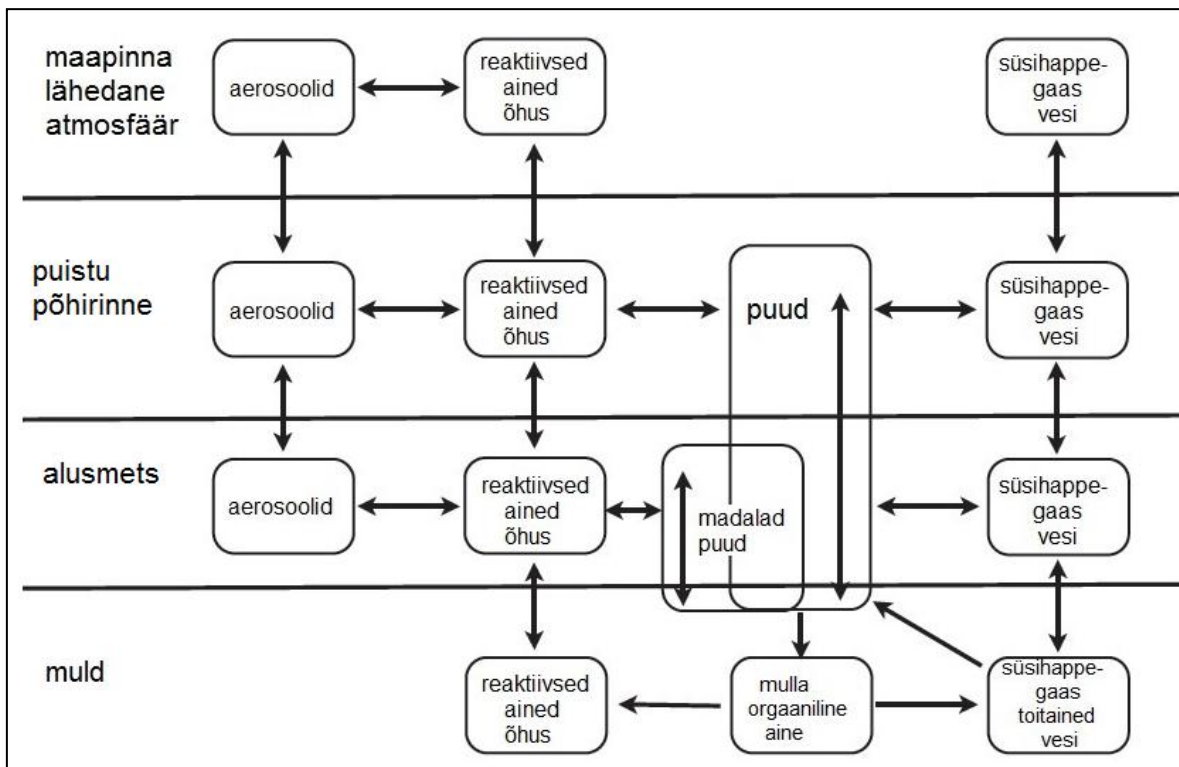 maapinna
lähedane
atmosfäär
aerosoolid
reaktiivsed
ained
õhus
süsihappe-
gaas
vesi
puistu
põhirinne
aerosoolid
reaktiivsed
ained
õhus
puud
süsihappe-
gaas
vesi
alusmets
aerosoolid
reaktiivsed
ained
õhus
madalad
puud
süsihappe-
gaas
vesi
muld
reaktiivsed
ained
õhus
mulla
orgaaniline
aine
süsihappe-
gaas
toitained
vesi